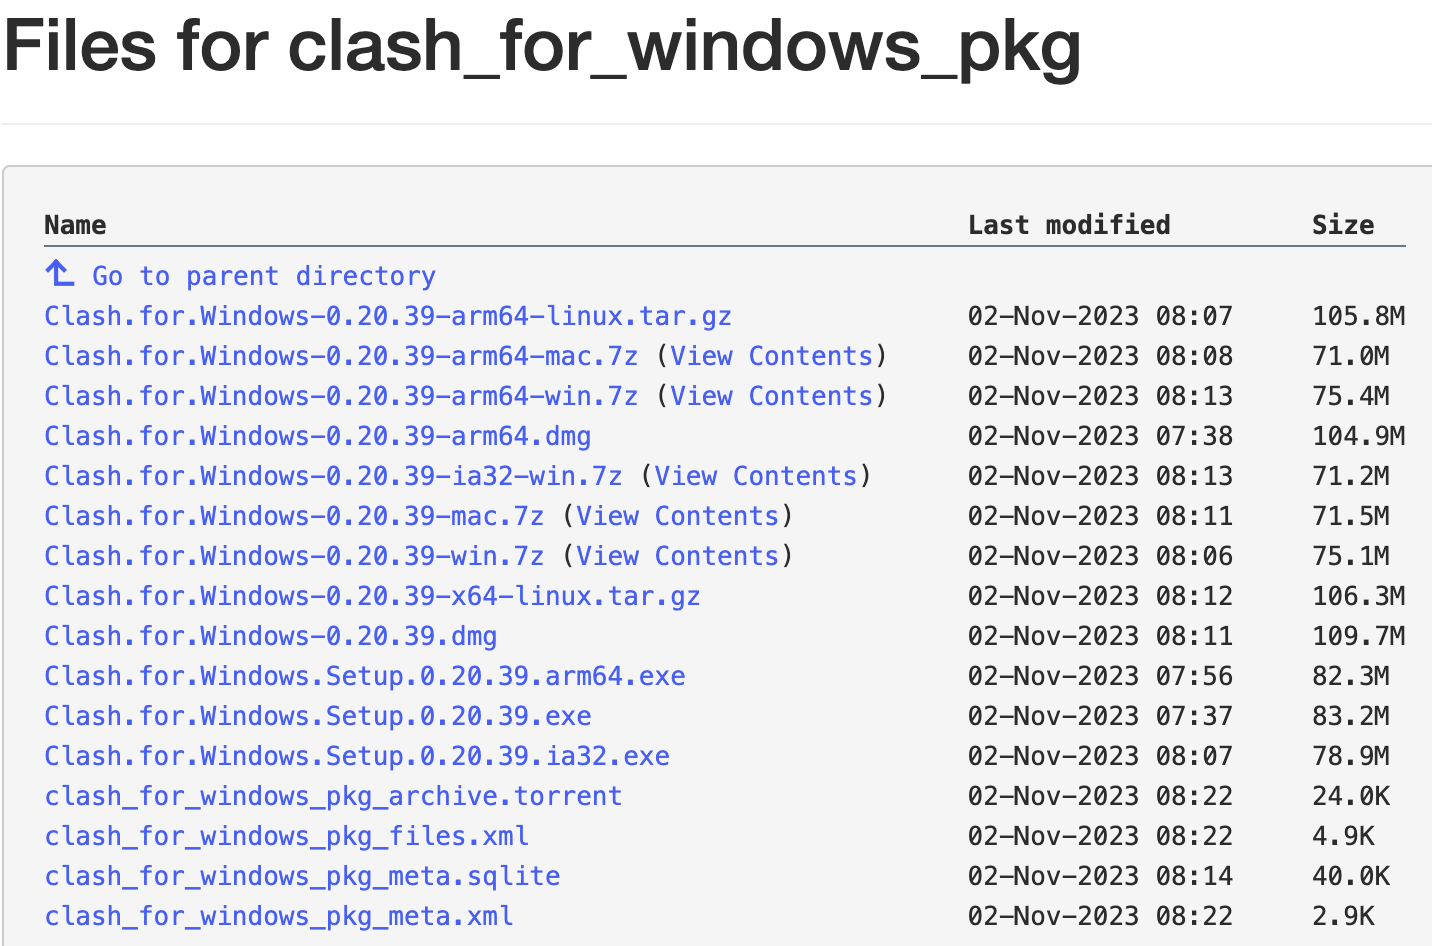 Files for clash_for_windows_pkg
Name Last modified Size
Go to parent directory
Clash.for.Windows-0.20.39-arm64-linux.tar.gz 02-Nov-2023 08:07 105.8M
Clash.for.Windows-0.20.39-arm64-mac.7z (View Contents) 02-Nov-2023 08:08 71.0M
Clash.for.Windows-0.20.39-arm64-win.7z (View Contents) 02-Nov-2023 08:13 75.4M
Clash.for.Windows-0.20.39-arm64.dmg 02-Nov-2023 07:38 104.9M
Clash.for.Windows-0.20.39-ia32-win.7z (View Contents) 02-Nov-2023 08:13 71.2M
Clash.for.Windows-0.20.39-mac.7z (View Contents) 02-Nov-2023 08:11 71.5M
Clash.for.Windows-0.20.39-win.7z (View Contents) 02-Nov-2023 08:06 75.1M
Clash.for.Windows-0.20.39-x64-linux.tar.gz 02-Nov-2023 08:12 106.3M
Clash.for.Windows-0.20.39.dmg 02-Nov-2023 08:11 109.7M
Clash.for.Windows.Setup.0.20.39.arm64.exe 02-Nov-2023 07:56 82.3M
Clash.for.Windows.Setup.0.20.39.exe 02-Nov-2023 07:37 83.2M
Clash.for.Windows.Setup.0.20.39.ia32.exe 02-Nov-2023 08:07 78.9M
clash_for_windows_pkg_archive.torrent 02-Nov-2023 08:22 24.0K
clash_for_windows_pkg_files.xml 02-Nov-2023 08:22 4.9K
clash_for_windows_pkg_meta.sqlite 02-Nov-2023 08:14 40.0K
clash_for_windows_pkg_meta.xml 02-Nov-2023 08:22 2.9K